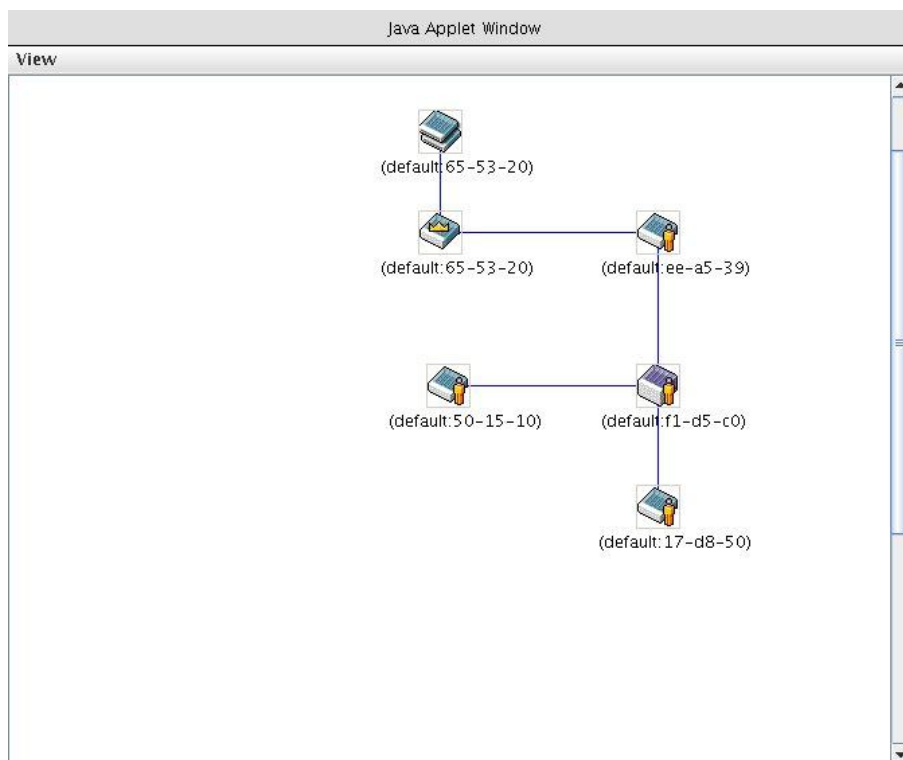 Java Applet Window
View
(default:65-53-20)
(default:65-53-20)
(default:ee-a5-39)
(default:50-15-10)
(default:f1-d5-c0)
(default:17-d8-50)